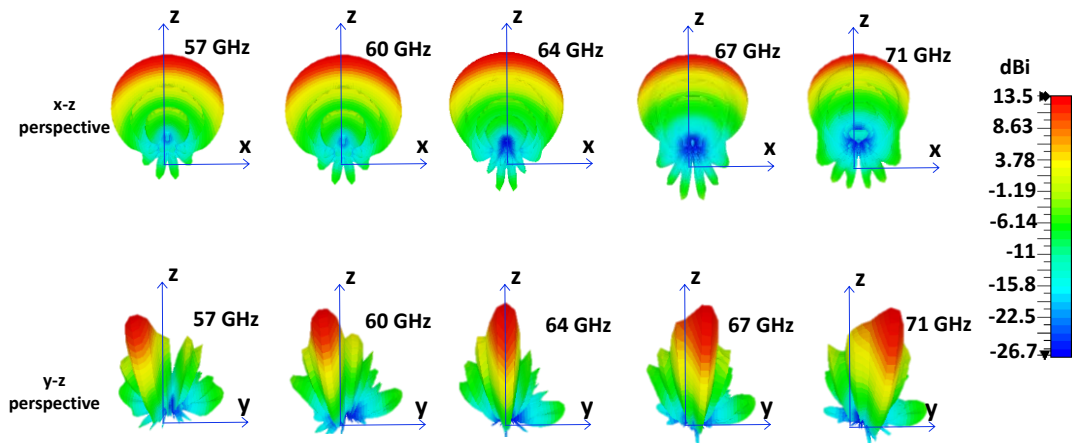 z z z z z
57 GHz 60 GHz 64 GHz 67 GHz 71 GHz
dBi
x-z
perspective
13.5
8.63
3.78
-1.19
-6.14
-11
-15.8
-22.5
-26.7
x x x x x
z z z z z
57 GHz 60 GHz 64 GHz 67 GHz 71 GHz
y-z
perspective
y y y y y